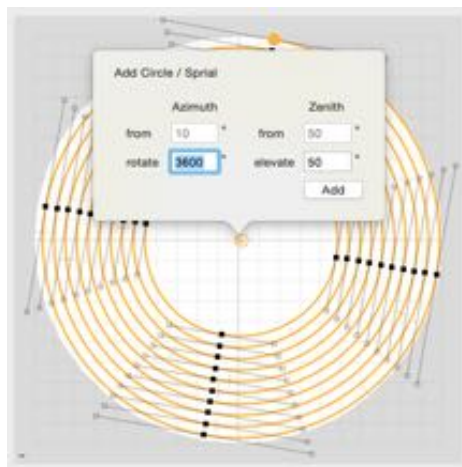 Add Circle / Sprial
Azimuth Zenith
from 10 ° from 50 °
rotate 3600 ° elevate 50 °
Add